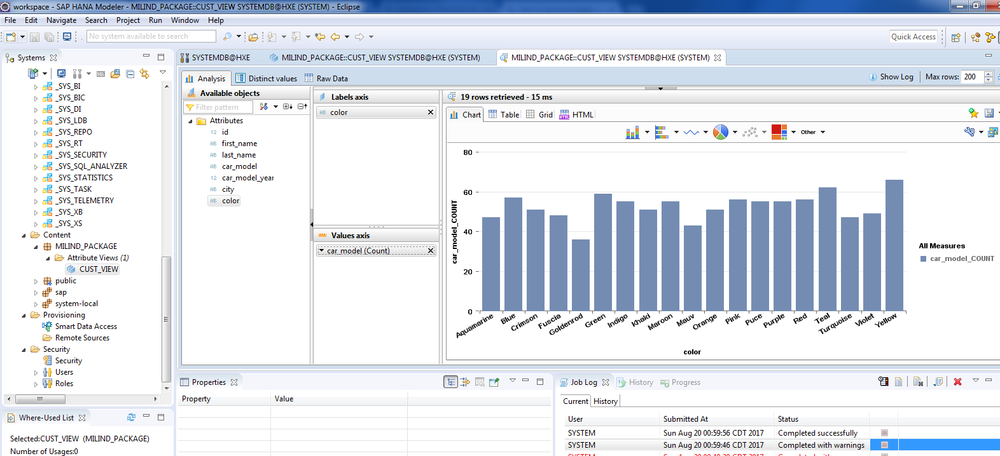 workspace - SAP HANA Modeler - MILIND_PACKAGE::CUST_VIEW SYSTEMDB@HXE (SYSTEM) - Eclipse
File Edit Navigate Search Project Run Window Help
No system available to search
Quick Access
Systems
_SYS_BI
_SYS_BIC
_SYS_DI
_SYS_LDB
_SYS_REPO
_SYS_RT
_SYS_SECURITY
_SYS_SQL_ANALYZER
_SYS_STATISTICS
_SYS_TASK
_SYS_TELEMETRY
_SYS_XB
_SYS_XS
Content
MILIND_PACKAGE
Attribute Views (1)
CUST_VIEW
public
sap
system-local
Provisioning
Smart Data Access
Remote Sources
Security
Security
Users
Roles
Where-Used List
Selected:CUST_VIEW (MILIND_PACKAGE)
Number of Usages:0
SYSTEMDB@HXE
MILIND_PACKAGE::CUST_VIEW SYSTEMDB@HXE (SYSTEM)
MILIND_PACKAGE::CUST_VIEW SYSTEMDB@HXE (SYSTEM)
Analysis Distinct values Raw Data
Show Log Max rows: 200
Available objects
Filter pattern
Attributes
12 id
AB first_name
AB last_name
AB car_model
12 car_model_year
AB city
AB color
Labels axis
AB color
Values axis
car_model (Count)
19 rows retrieved - 15 ms
Chart Table Grid HTML
Other
80
60
40
20
0
car_model_COUNT
Aquamarine
Blue
Crimson
Fuscia
Goldenrod
Green
Indigo
Khaki
Maroon
Mauv
Orange
Pink
Puce
Purple
Red
Teal
Turquoise
Violet
Yellow
color
All Measures
car_model_COUNT
Properties
Property Value
Job Log History Progress
Current History
User Submitted At Status
SYSTEM Sun Aug 20 00:59:56 CDT 2017 Completed successfully
SYSTEM Sun Aug 20 00:59:46 CDT 2017 Completed with warnings